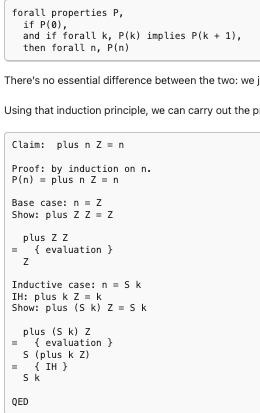 forall properties P,
if P(0),
and if forall k, P(k) implies P(k + 1),
then forall n, P(n)
There's no essential difference between the two: we
Using that induction principle, we can carry out the
Claim: plus n Z = n
Proof: by induction on n.
P(n) = plus n Z = n
Base case: n = Z
Show: plus Z Z = Z
plus Z Z
= { evaluation }
Z
Inductive case: n = S k
IH: plus k Z = k
Show: plus (S k) Z = S k
plus (S k) Z
= { evaluation }
S (plus k Z)
= { IH }
S k
QED